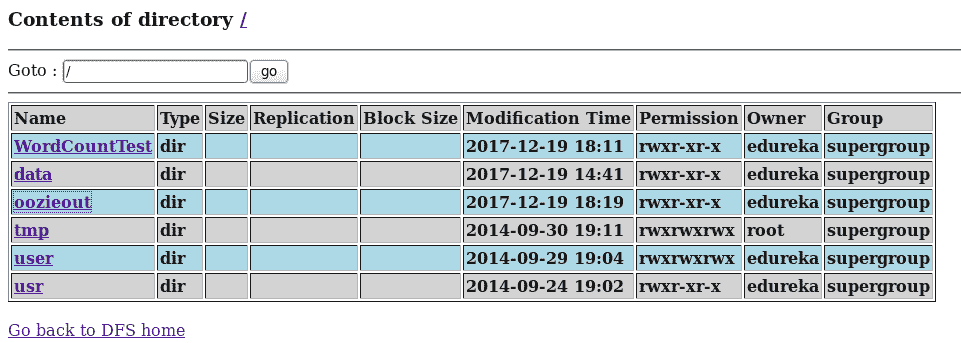 Contents of directory /
Goto : / go
Name Type Size Replication Block Size Modification Time Permission Owner Group
WordCountTest dir 2017-12-19 18:11 rwxr-xr-x edureka supergroup
data dir 2017-12-19 14:41 rwxr-xr-x edureka supergroup
oozieout dir 2017-12-19 18:19 rwxr-xr-x edureka supergroup
tmp dir 2014-09-30 19:11 rwxrwxrwx root supergroup
user dir 2014-09-29 19:04 rwxrwxrwx edureka supergroup
usr dir 2014-09-24 19:02 rwxr-xr-x edureka supergroup
Go back to DFS home